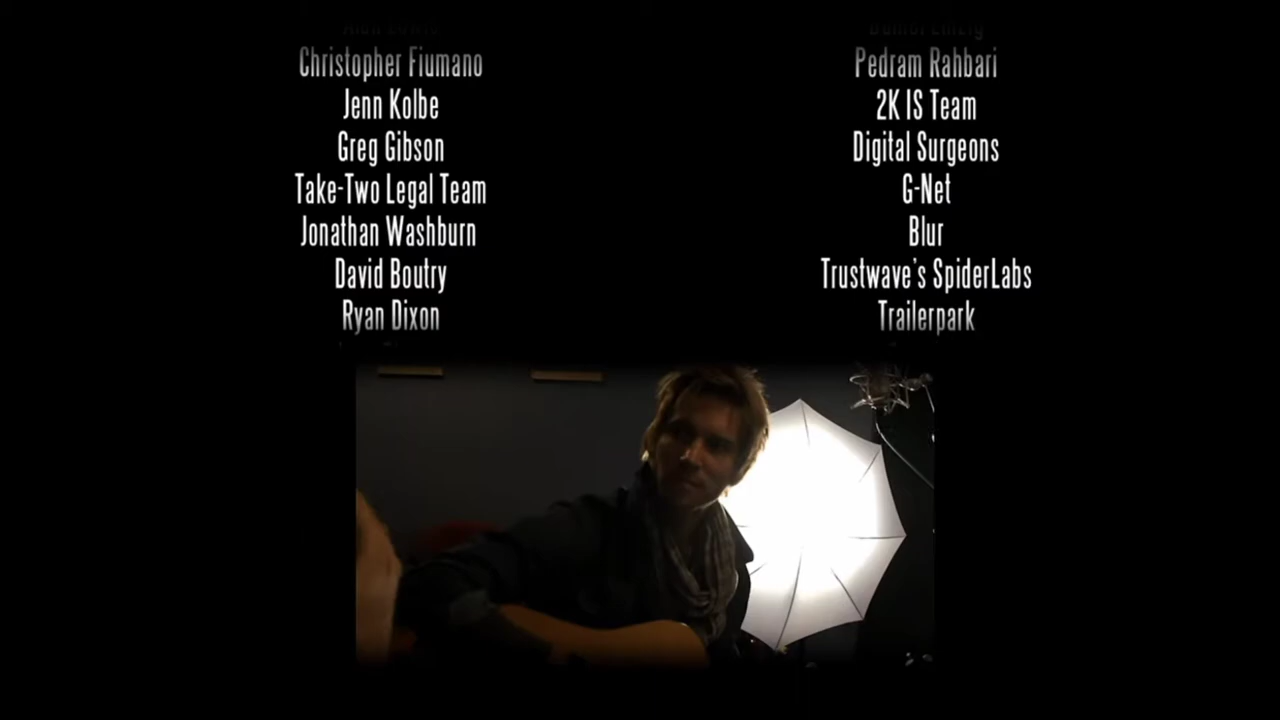 Christopher Fiumano
Jenn Kolbe
Greg Gibson
Take-Two Legal Team
Jonathan Washburn
David Boutry
Ryan Dixon
Pedram Rahbari
2K IS Team
Digital Surgeons
G-Net
Blur
Trustwave's SpiderLabs
Trailerpark